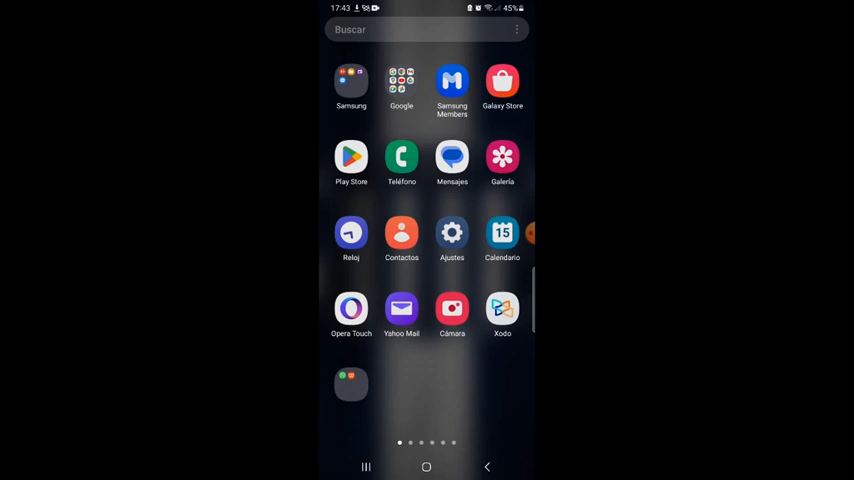 17:43
45%
Buscar
Samsung
Google
Samsung
Members
Galaxy Store
Play Store
Teléfono
Mensajes
Galería
Reloj
Contactos
Ajustes
15
Calendario
Opera Touch
Yahoo Mail
Cámara
Xodo